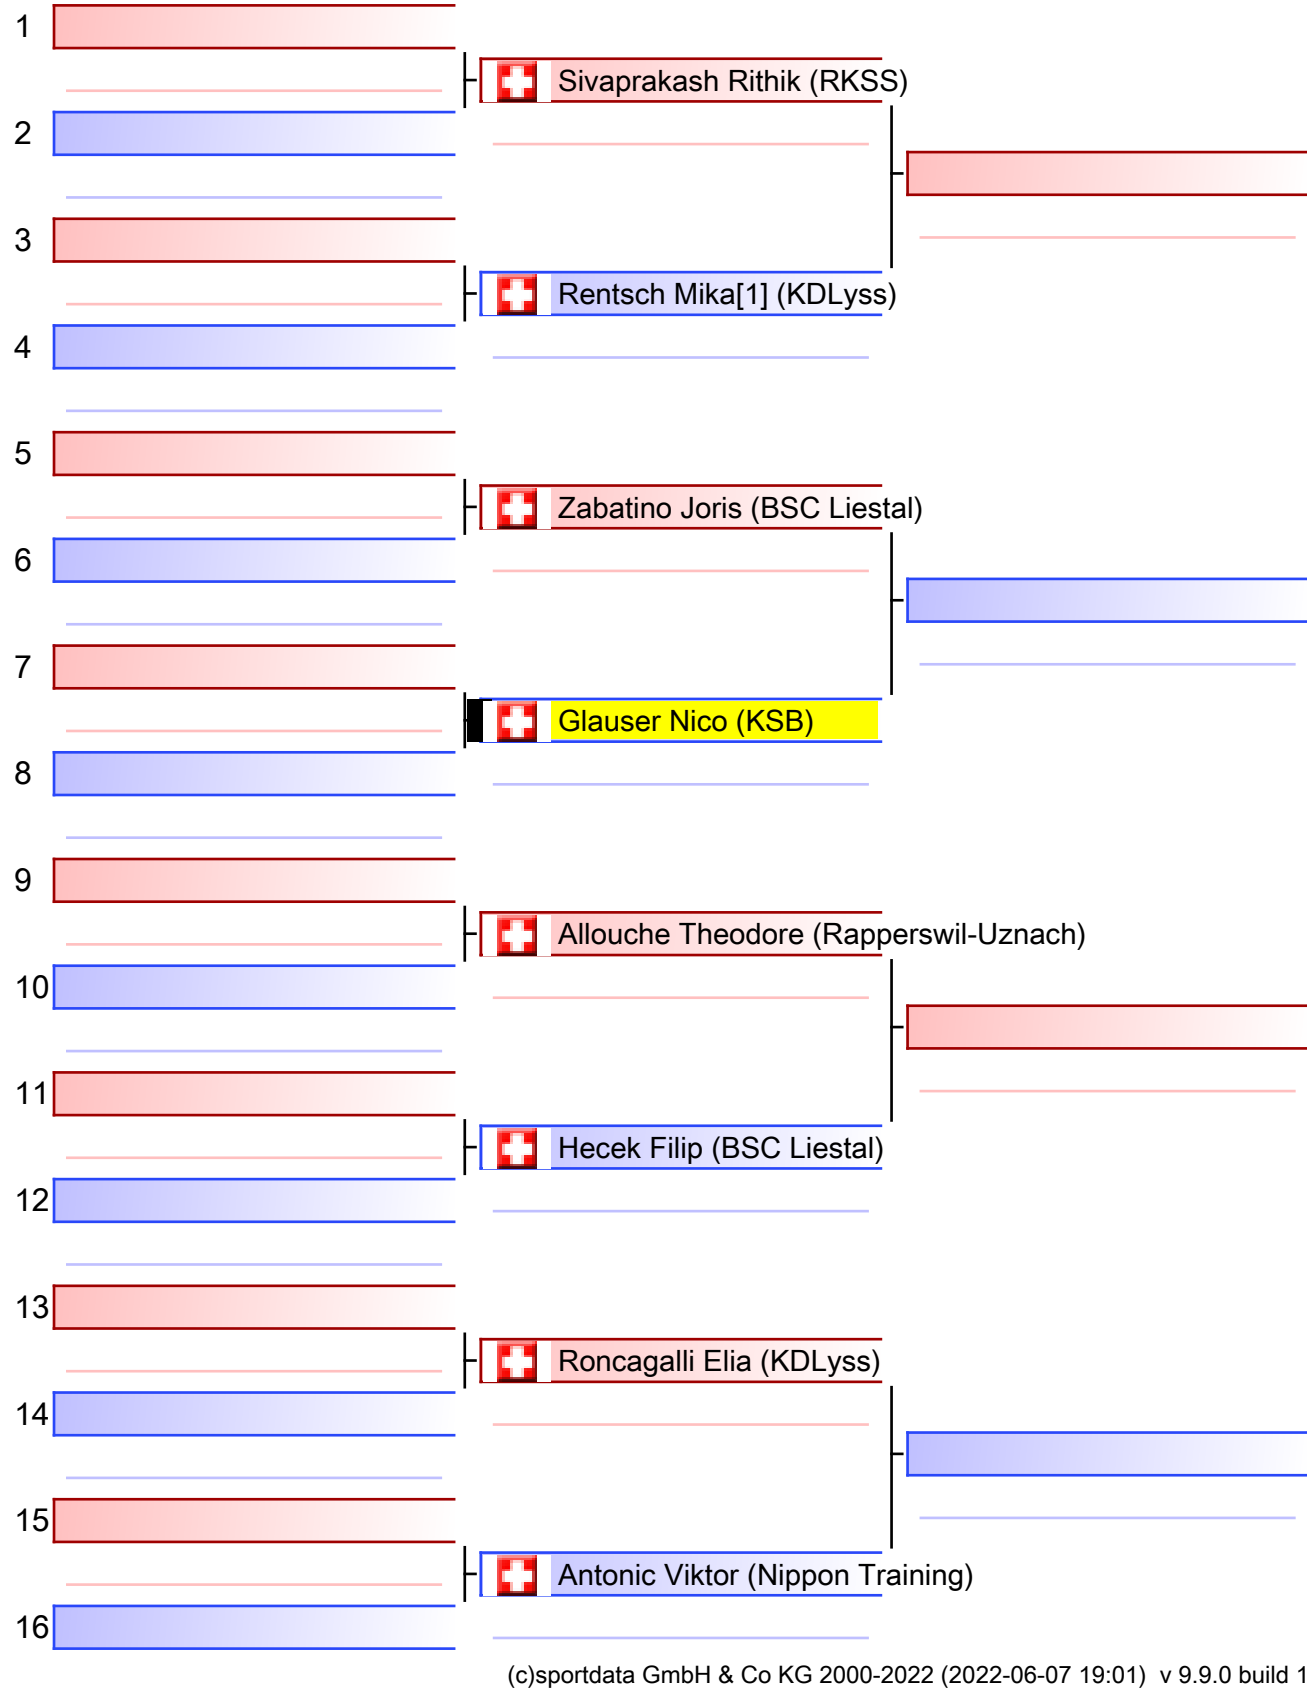 1
Sivaprakash Rithik (RKSS)
2
3
Rentsch Mika[1] (KDLyss)
4
5
Zabatino Joris (BSC Liestal)
6
7
Glauser Nico (KSB)
8
9
Allouche Theodore (Rapperswil-Uznach)
10
11
Hecek Filip (BSC Liestal)
12
13
Roncagalli Elia (KDLyss)
14
15
Antonic Viktor (Nippon Training)
16
(c)sportdata GmbH & Co KG 2000-2022 (2022-06-07 19:01) v 9.9.0 build 1